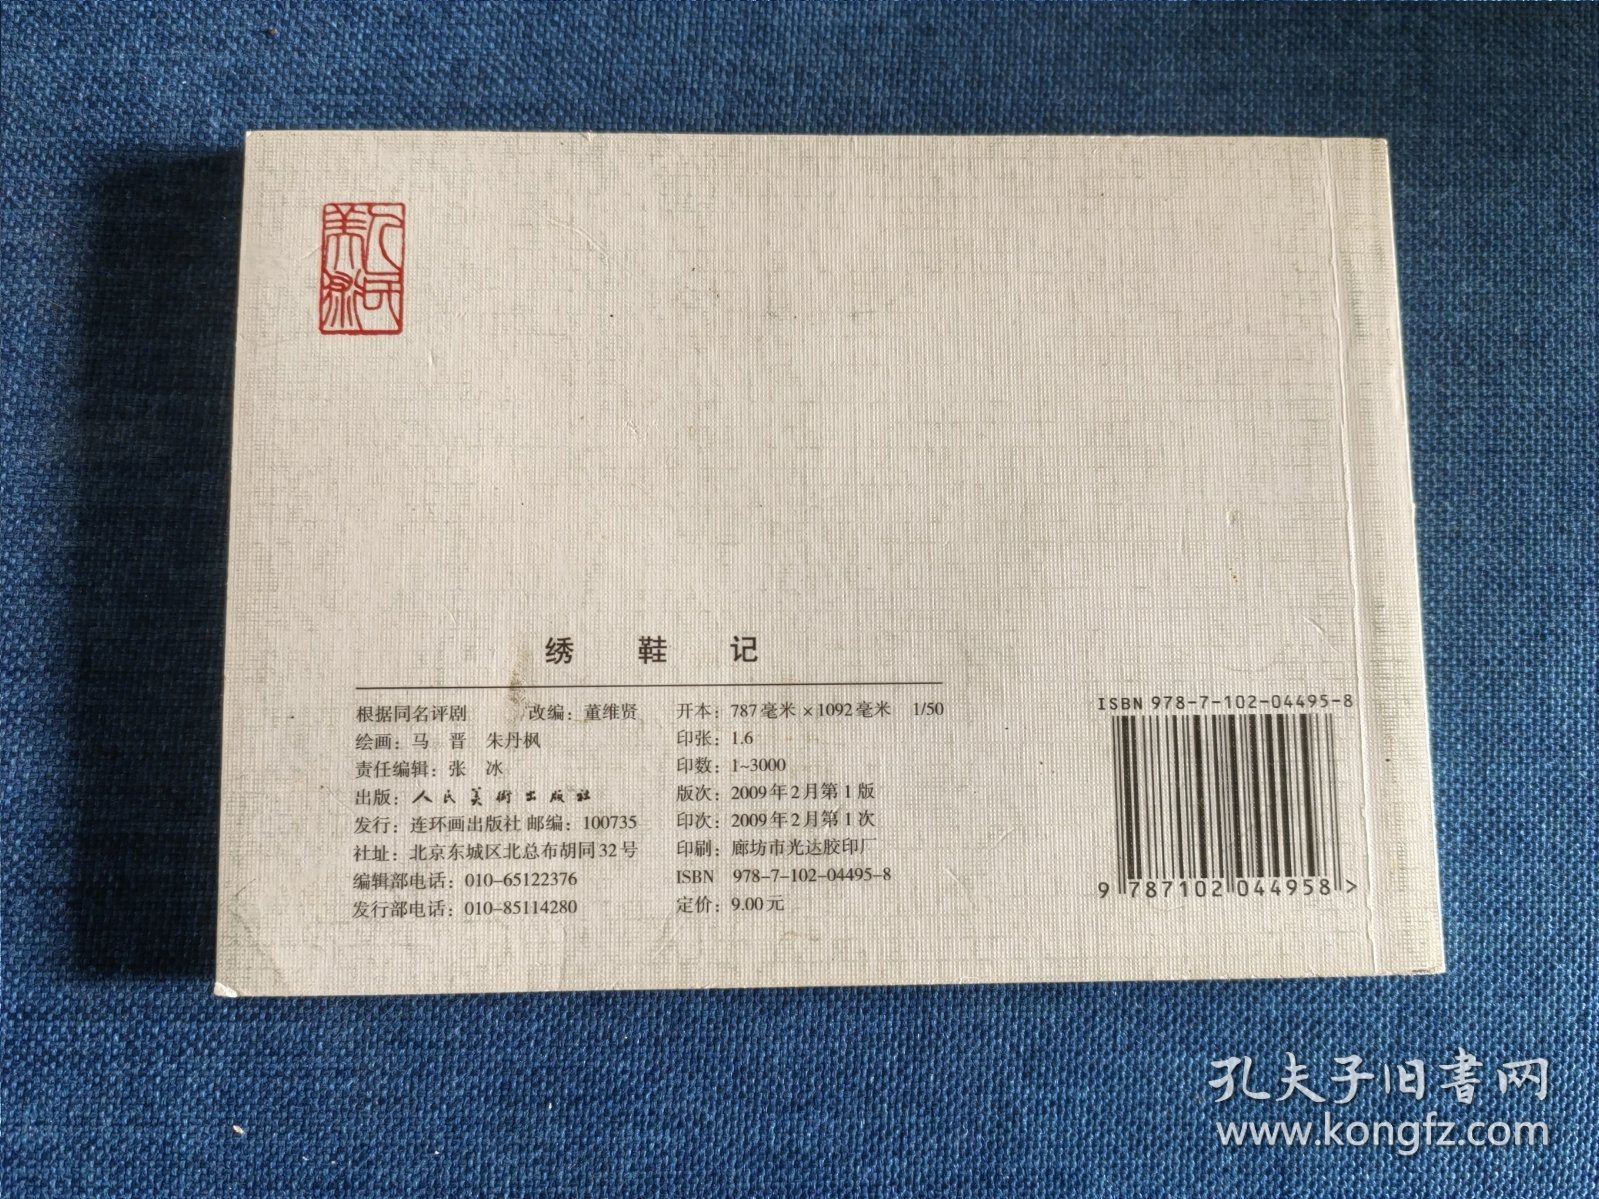 人民美術
绣 鞋 记
根据同名评剧 改编：董维贤
绘画：马 晋 朱丹枫
责任编辑：张 冰
出版：人民美術出版社
发行：连环画出版社 邮编：100735
社址：北京东城区北总布胡同32号
编辑部电话：010-65122376
发行部电话：010-85114280
开本：787毫米×1092毫米 1/50
印张：1.6
印数：1~3000
版次：2009年2月第1版
印次：2009年2月第1次
印刷：廊坊市光达胶印厂
ISBN 978-7-102-04495-8
定价：9.00元
ISBN 978-7-102-04495-8
9 787102 044958 >
孔夫子旧书网
www.kongfz.com